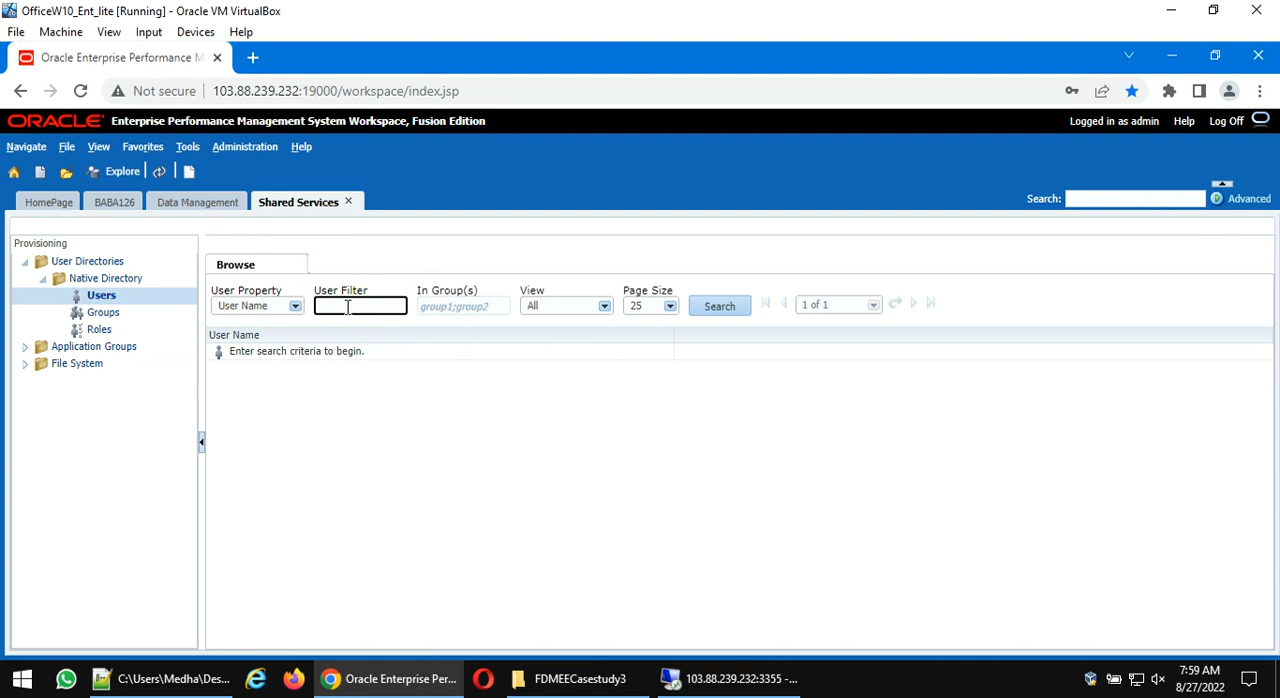 OfficeW10_Ent_lite [Running] - Oracle VM VirtualBox
File Machine View Input Devices Help
Oracle Enterprise Performance M
Not secure 103.88.239.232:19000/workspace/index.jsp
ORACLE Enterprise Performance Management System Workspace, Fusion Edition Logged in as admin Help Log Off
Navigate File View Favorites Tools Administration Help
Explore
HomePage BABA126 Data Management Shared Services Search: Advanced
Provisioning
User Directories
Native Directory
Users
Groups
Roles
Application Groups
File System
Browse
User Property User Filter In Group(s) View Page Size
User Name group1;group2 All 25 Search 1 of 1
User Name
Enter search criteria to begin.
C:\Users\Medha\Des... Oracle Enterprise Per... FDMEECasestudy3 103.88.239.232:3355 -... 7:59 AM
8/27/2022